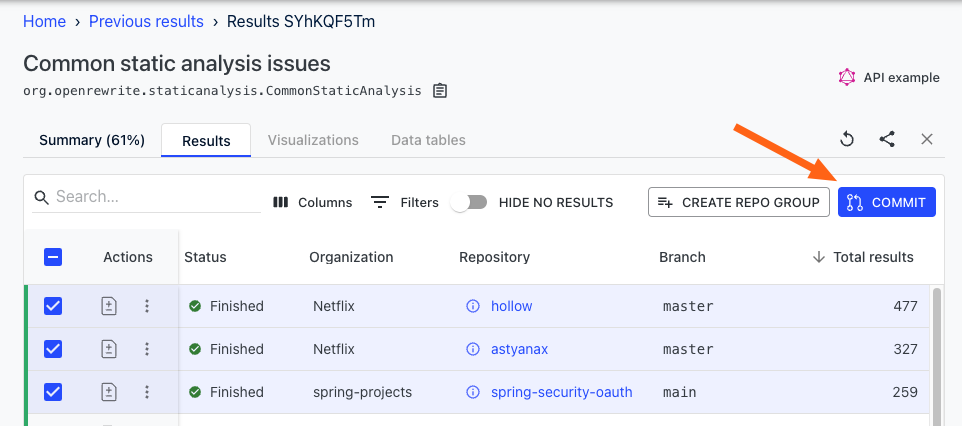 Home › Previous results › Results SYhKQF5Tm
Common static analysis issues
org.openrewrite.staticanalysis.CommonStaticAnalysis
API example
Summary (61%) Results Visualizations Data tables
Search... Columns Filters HIDE NO RESULTS CREATE REPO GROUP COMMIT
Actions Status Organization Repository Branch Total results
Finished Netflix hollow master 477
Finished Netflix astyanax master 327
Finished spring-projects spring-security-oauth main 259